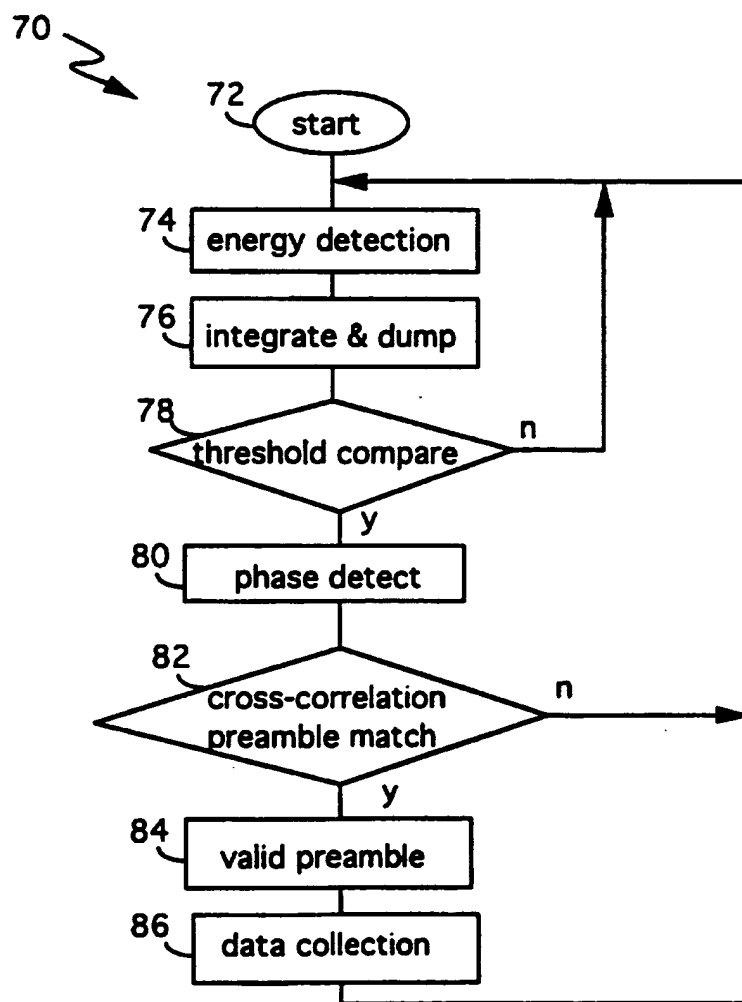 70
72
start
74
energy detection
76
integrate & dump
78
threshold compare
n
y
80
phase detect
82
cross-correlation
preamble match
n
y
84
valid preamble
86
data collection